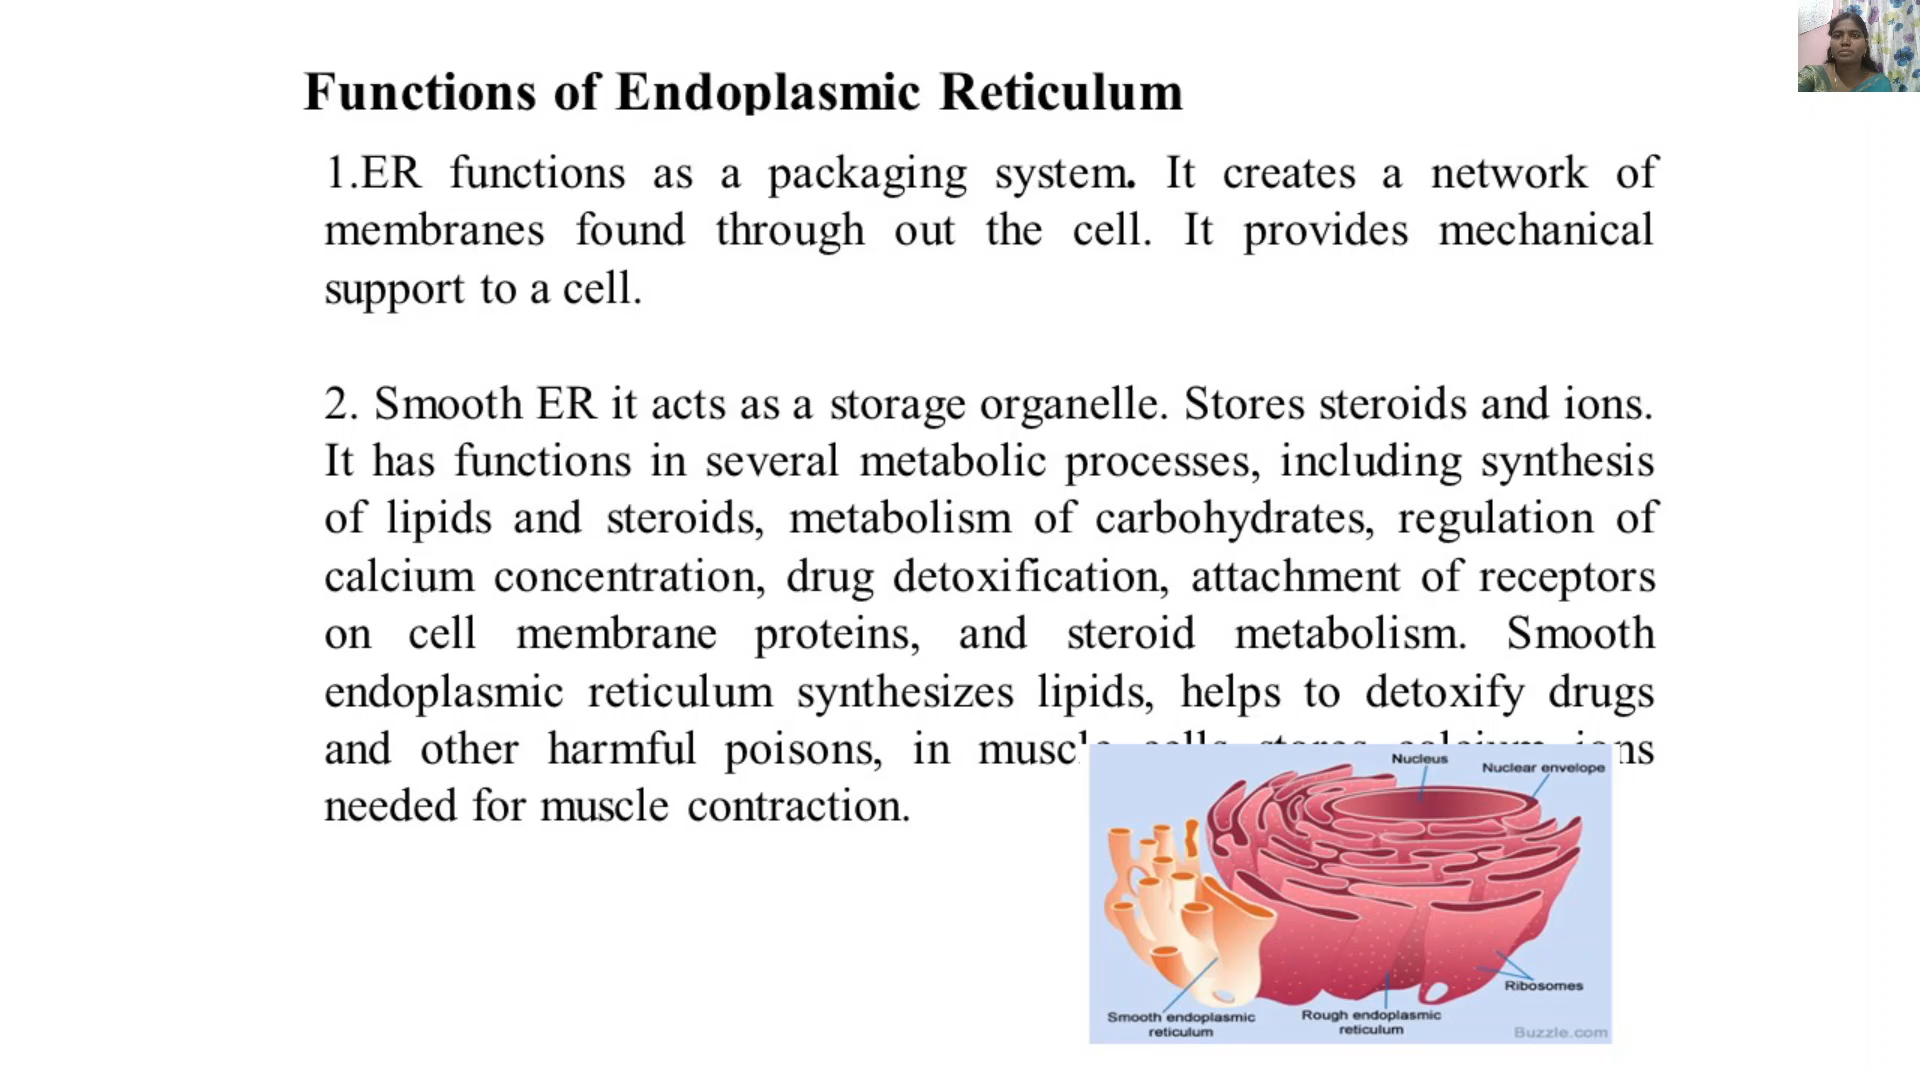 Functions of Endoplasmic Reticulum
1.ER functions as a packaging system. It creates a network of
membranes found through out the cell. It provides mechanical
support to a cell.
2. Smooth ER it acts as a storage organelle. Stores steroids and ions.
It has functions in several metabolic processes, including synthesis
of lipids and steroids, metabolism of carbohydrates, regulation of
calcium concentration, drug detoxification, attachment of receptors
on cell membrane proteins, and steroid metabolism. Smooth
endoplasmic reticulum synthesizes lipids, helps to detoxify drugs
and other harmful poisons, in muscle cells stores calcium ions
needed for muscle contraction.
Nucleus
Nuclear envelope
Ribosomes
Smooth endoplasmic
reticulum
Rough endoplasmic
reticulum
Buzzle.com